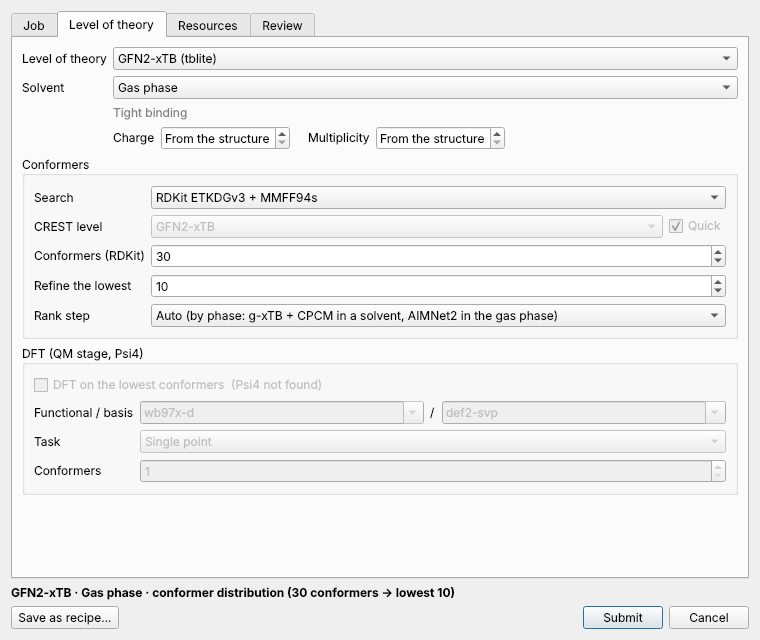 Job Level of theory Resources Review
Level of theory GFN2-xTB (tblite)
Solvent Gas phase
Tight binding
Charge From the structure Multiplicity From the structure
Conformers
Search RDKit ETKDGv3 + MMFF94s
CREST level GFN2-xTB Quick
Conformers (RDKit) 30
Refine the lowest 10
Rank step Auto (by phase: g-xTB + CPCM in a solvent, AIMNet2 in the gas phase)
DFT (QM stage, Psi4)
DFT on the lowest conformers (Psi4 not found)
Functional / basis wb97x-d / def2-svp
Task Single point
Conformers 1
GFN2-xTB · Gas phase · conformer distribution (30 conformers → lowest 10)
Save as recipe... Submit Cancel